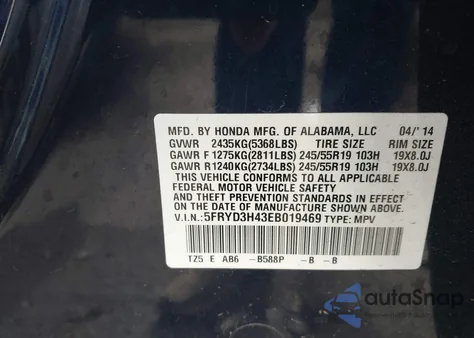 MFD. BY HONDA MFG. OF ALABAMA, LLC 04/'14
GVWR 2435KG(5368LBS) TIRE SIZE RIM SIZE
GAWR F 1275KG(2811LBS) 245/55R19 103H 19X8.0J
GAWR R1240KG(2734LBS) 245/55R19 103H 19X8.0J
THIS VEHICLE CONFORMS TO ALL APPLICABLE
FEDERAL MOTOR VEHICLE SAFETY
AND THEFT PREVENTION STANDARDS IN EFFECT
ON THE DATE OF MANUFACTURE SHOWN ABOVE.
V.I.N.: 5FRYD3H43EB019469 TYPE: MPV
TZ5 E AB6 -B588P -B -B
autoSnap